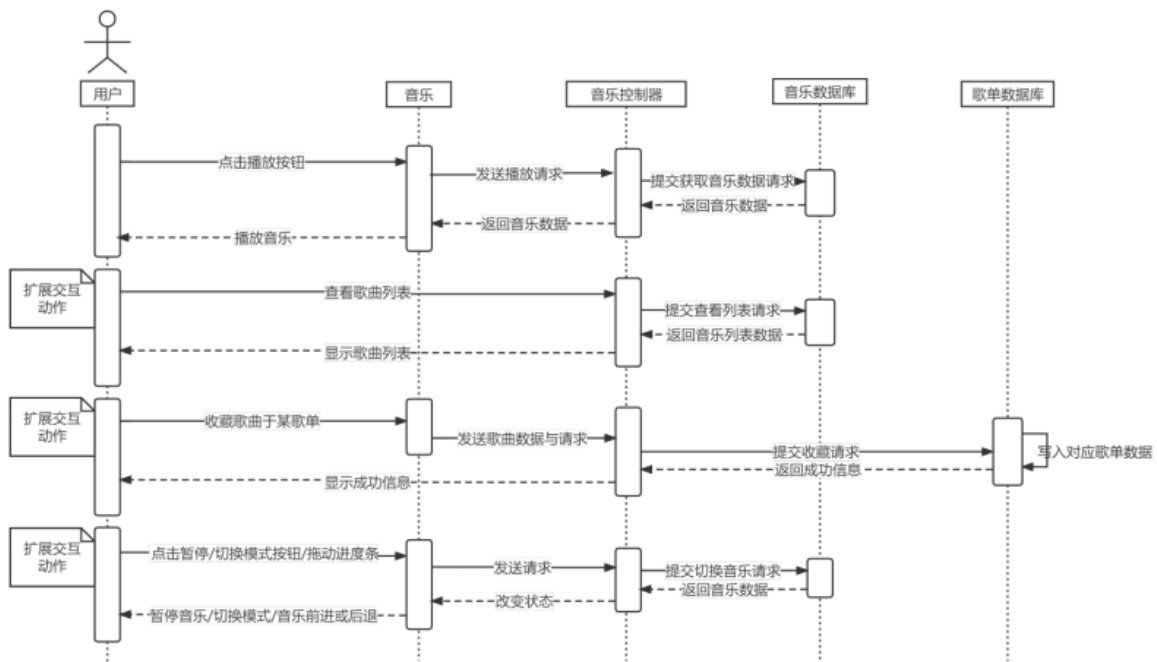 用户
音乐
音乐控制器
音乐数据库
歌单数据库
点击播放按钮
发送播放请求
提交获取音乐数据请求
返回音乐数据
返回音乐数据
播放音乐
扩展交互
动作
查看歌曲列表
提交查看列表请求
返回音乐列表数据
显示歌曲列表
扩展交互
动作
收藏歌曲于某歌单
发送歌曲数据与请求
提交收藏请求
写入对应歌单数据
返回成功信息
显示成功信息
扩展交互
动作
点击暂停/切换模式按钮/拖动进度条
发送请求
提交切换音乐请求
返回音乐数据
改变状态
暂停音乐/切换模式/音乐前进或后退